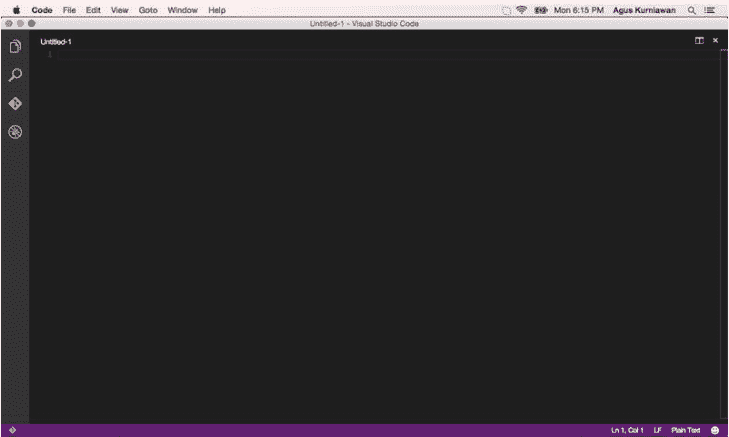 Code File Edit View Goto Window Help Mon 6:15 PM Agus Kurniawan
Untitled-1 - Visual Studio Code
Untitled-1
1
Ln 1, Col 1 LF Plain Text